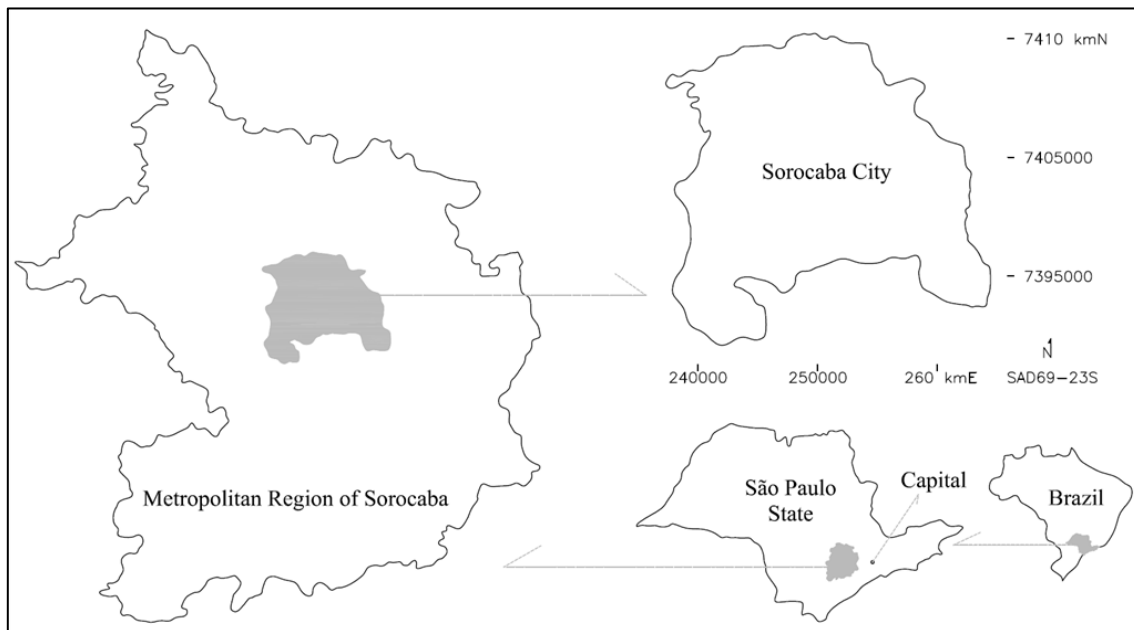 7410 kmN
7405000
Sorocaba City
7395000
N
240000
250000
260 kmE
SAD69-23S
Metropolitan Region of Sorocaba
São Paulo
State
Capital
Brazil